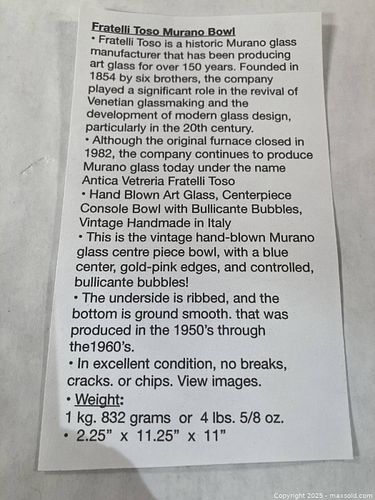 Fratelli Toso Murano Bowl
• Fratelli Toso is a historic Murano glass
manufacturer that has been producing
art glass for over 150 years. Founded in
1854 by six brothers, the company
played a significant role in the revival of
Venetian glassmaking and the
development of modern glass design,
particularly in the 20th century.
• Although the original furnace closed in
1982, the company continues to produce
Murano glass today under the name
Antica Vetreria Fratelli Toso
• Hand Blown Art Glass, Centerpiece
Console Bowl with Bullicante Bubbles,
Vintage Handmade in Italy
• This is the vintage hand-blown Murano
glass centre piece bowl, with a blue
center, gold-pink edges, and controlled,
bullicante bubbles!
• The underside is ribbed, and the
bottom is ground smooth. that was
produced in the 1950's through
the1960's.
• In excellent condition, no breaks,
cracks. or chips. View images.
• Weight:
1 kg. 832 grams or 4 lbs. 5/8 oz.
• 2.25" x 11.25" x 11"
Copyright 2025 - maxsold.com